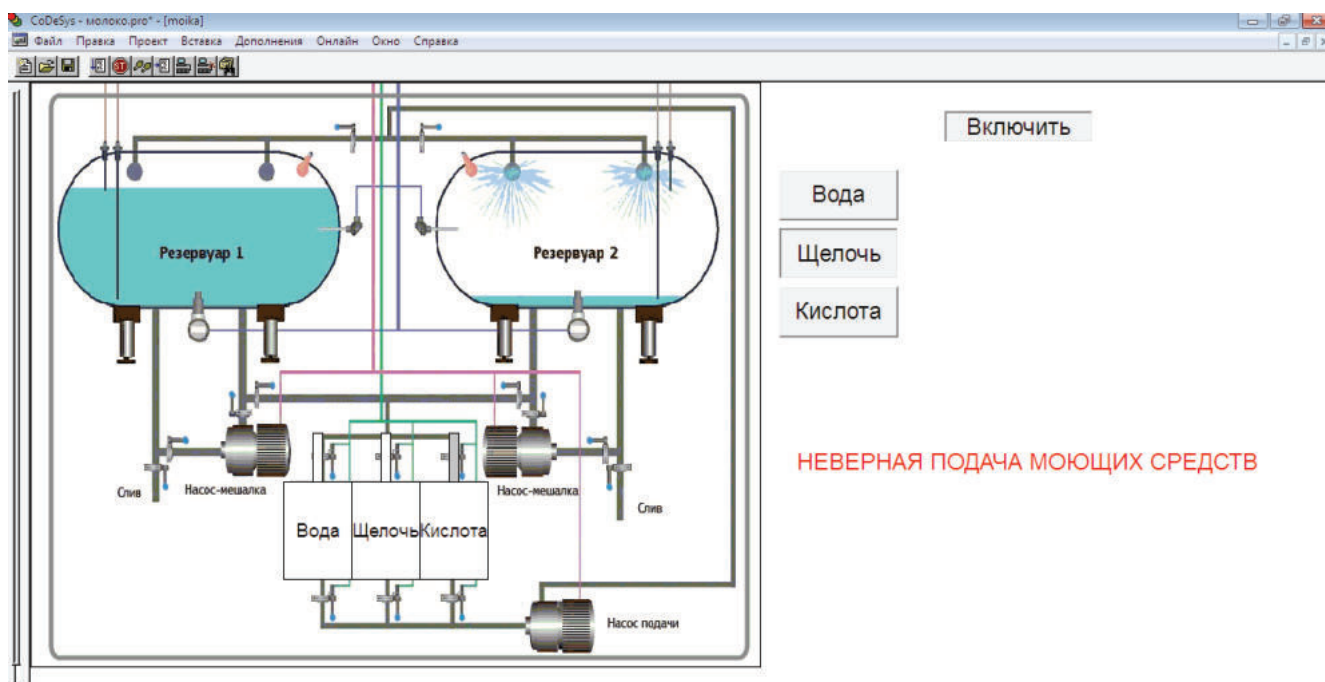 CoDeSys - молоко.pro* - [moika]
Файл Правка Проект Вставка Дополнения Онлайн Окно Справка
Включить
Вода
Щелочь
Кислота
Резервуар 1
Резервуар 2
НЕВЕРНАЯ ПОДАЧА МОЮЩИХ СРЕДСТВ
Слив
Насос-мешалка
Насос-мешалка
Слив
Вода
Щелочь
Кислота
Насос подачи